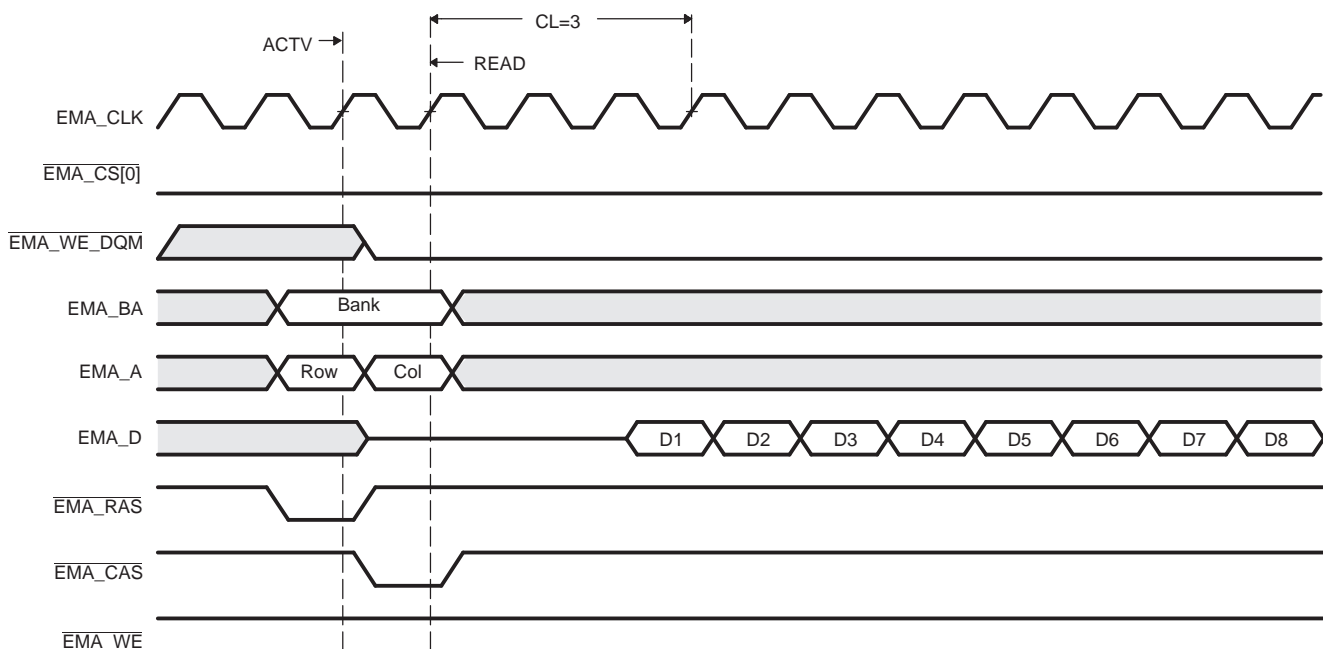 CL=3
ACTV
READ
EMA_CLK
EMA_CS[0]
EMA_WE_DQM
EMA_BA
Bank
EMA_A
Row
Col
EMA_D
D1
D2
D3
D4
D5
D6
D7
D8
EMA_RAS
EMA_CAS
EMA_WE